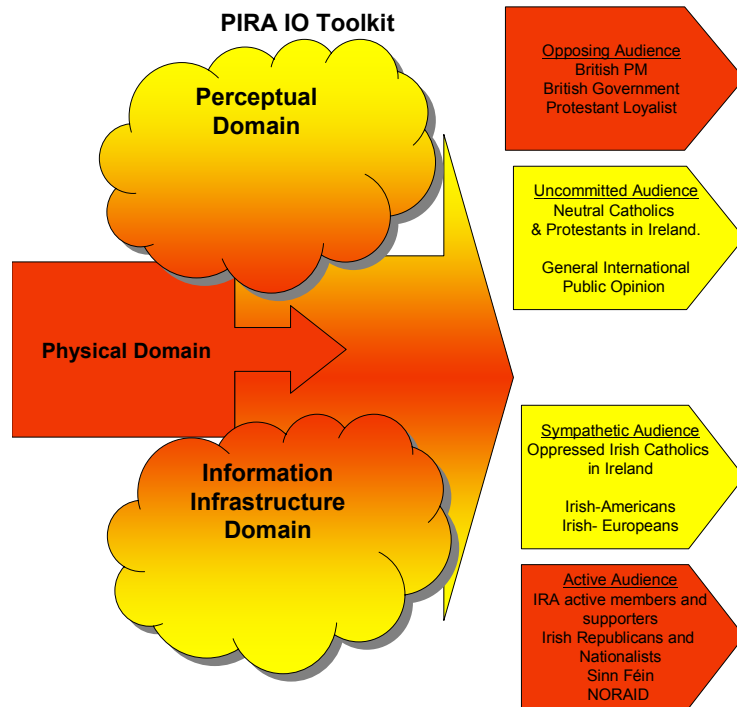 PIRA IO Toolkit
Perceptual
Domain
Physical Domain
Information
Infrastructure
Domain
Opposing Audience
British PM
British Government
Protestant Loyalist
Uncommitted Audience
Neutral Catholics
& Protestants in Ireland.
General International
Public Opinion
Sympathetic Audience
Oppressed Irish Catholics
in Ireland
Irish-Americans
Irish- Europeans
Active Audience
IRA active members and
supporters
Irish Republicans and
Nationalists
Sinn Féin
NORAID